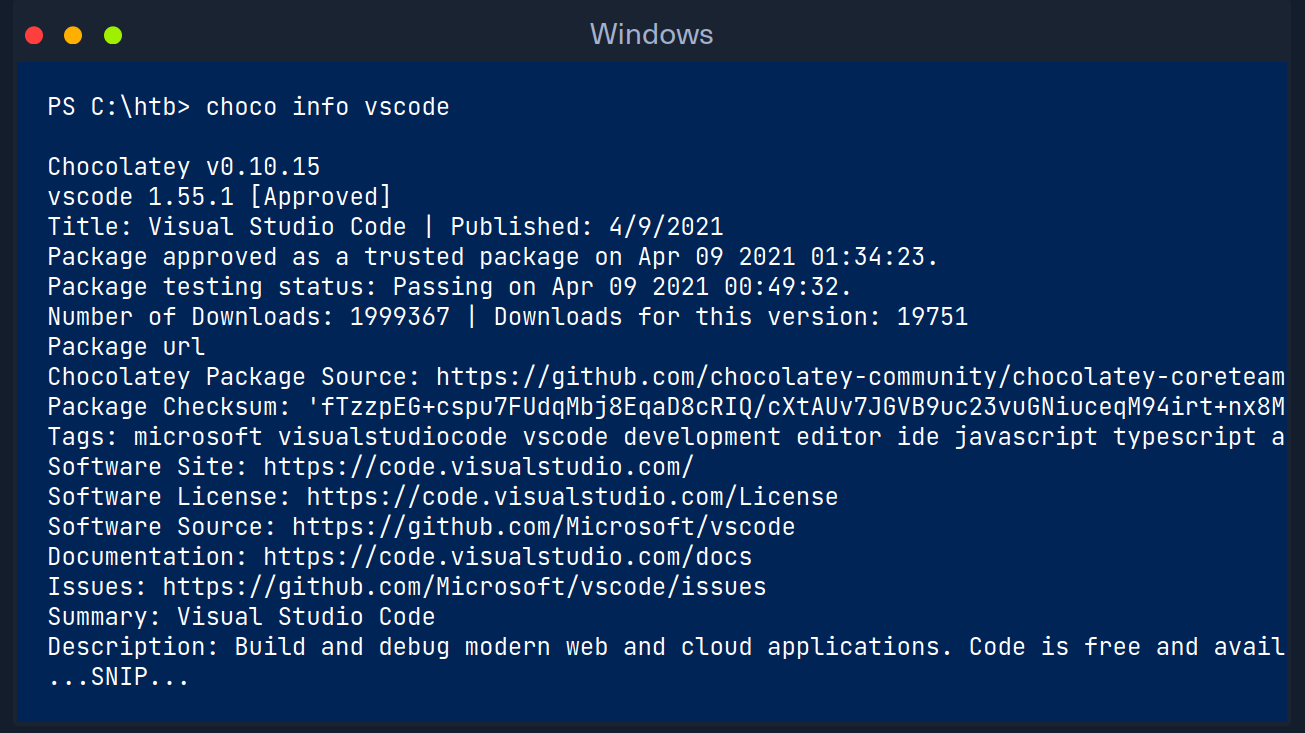 Windows
PS C:\htb> choco info vscode
Chocolatey v0.10.15
vscode 1.55.1 [Approved]
Title: Visual Studio Code | Published: 4/9/2021
Package approved as a trusted package on Apr 09 2021 01:34:23.
Package testing status: Passing on Apr 09 2021 00:49:32.
Number of Downloads: 1999367 | Downloads for this version: 19751
Package url
Chocolatey Package Source: https://github.com/chocolatey-community/chocolatey-coreteam
Package Checksum: 'fTzzpEG+cspu7FUdqMbj8EqaD8cRIQ/cXtAUv7JGVB9uc23vuGNiuceqM94irt+nx8M
Tags: microsoft visualstudiocode vscode development editor ide javascript typescript a
Software Site: https://code.visualstudio.com/
Software License: https://code.visualstudio.com/License
Software Source: https://github.com/Microsoft/vscode
Documentation: https://code.visualstudio.com/docs
Issues: https://github.com/Microsoft/vscode/issues
Summary: Visual Studio Code
Description: Build and debug modern web and cloud applications. Code is free and avail
...SNIP...